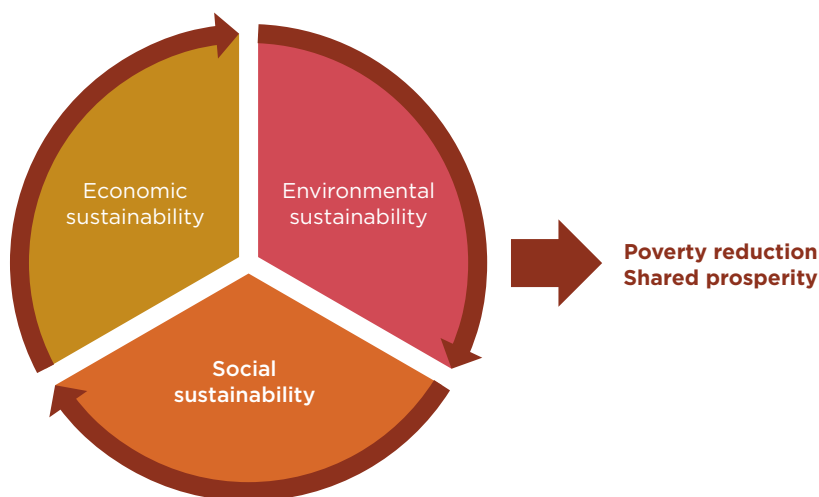 Economic
sustainability
Environmental
sustainability
Social
sustainability
Poverty reduction
Shared prosperity